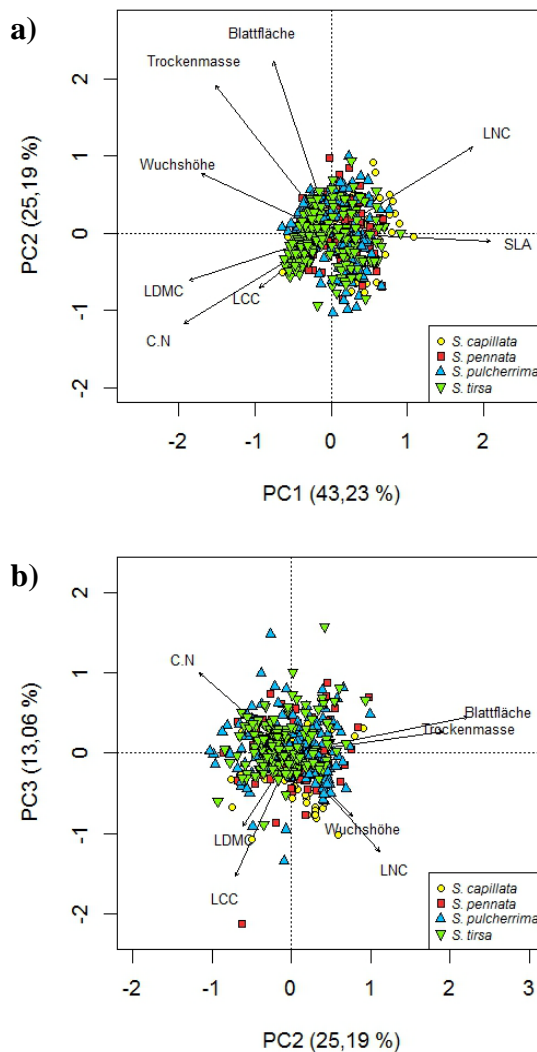 a)
Blattfläche
Trockenmasse
LNC
Wuchshöhe
SLA
LDMC
LCC
C.N
PC2 (25,19 %)
2
1
0
-1
-2
S. capillata
S. pennata
S. pulcherrima
S. tirsa
-2 -1 0 1 2
PC1 (43,23 %)
b)
C.N
Blattfläche
Trockenmasse
Wuchshöhe
LDMC
LNC
LCC
PC3 (13,06 %)
2
1
0
-1
-2
S. capillata
S. pennata
S. pulcherrima
S. tirsa
-2 -1 0 1 2 3
PC2 (25,19 %)